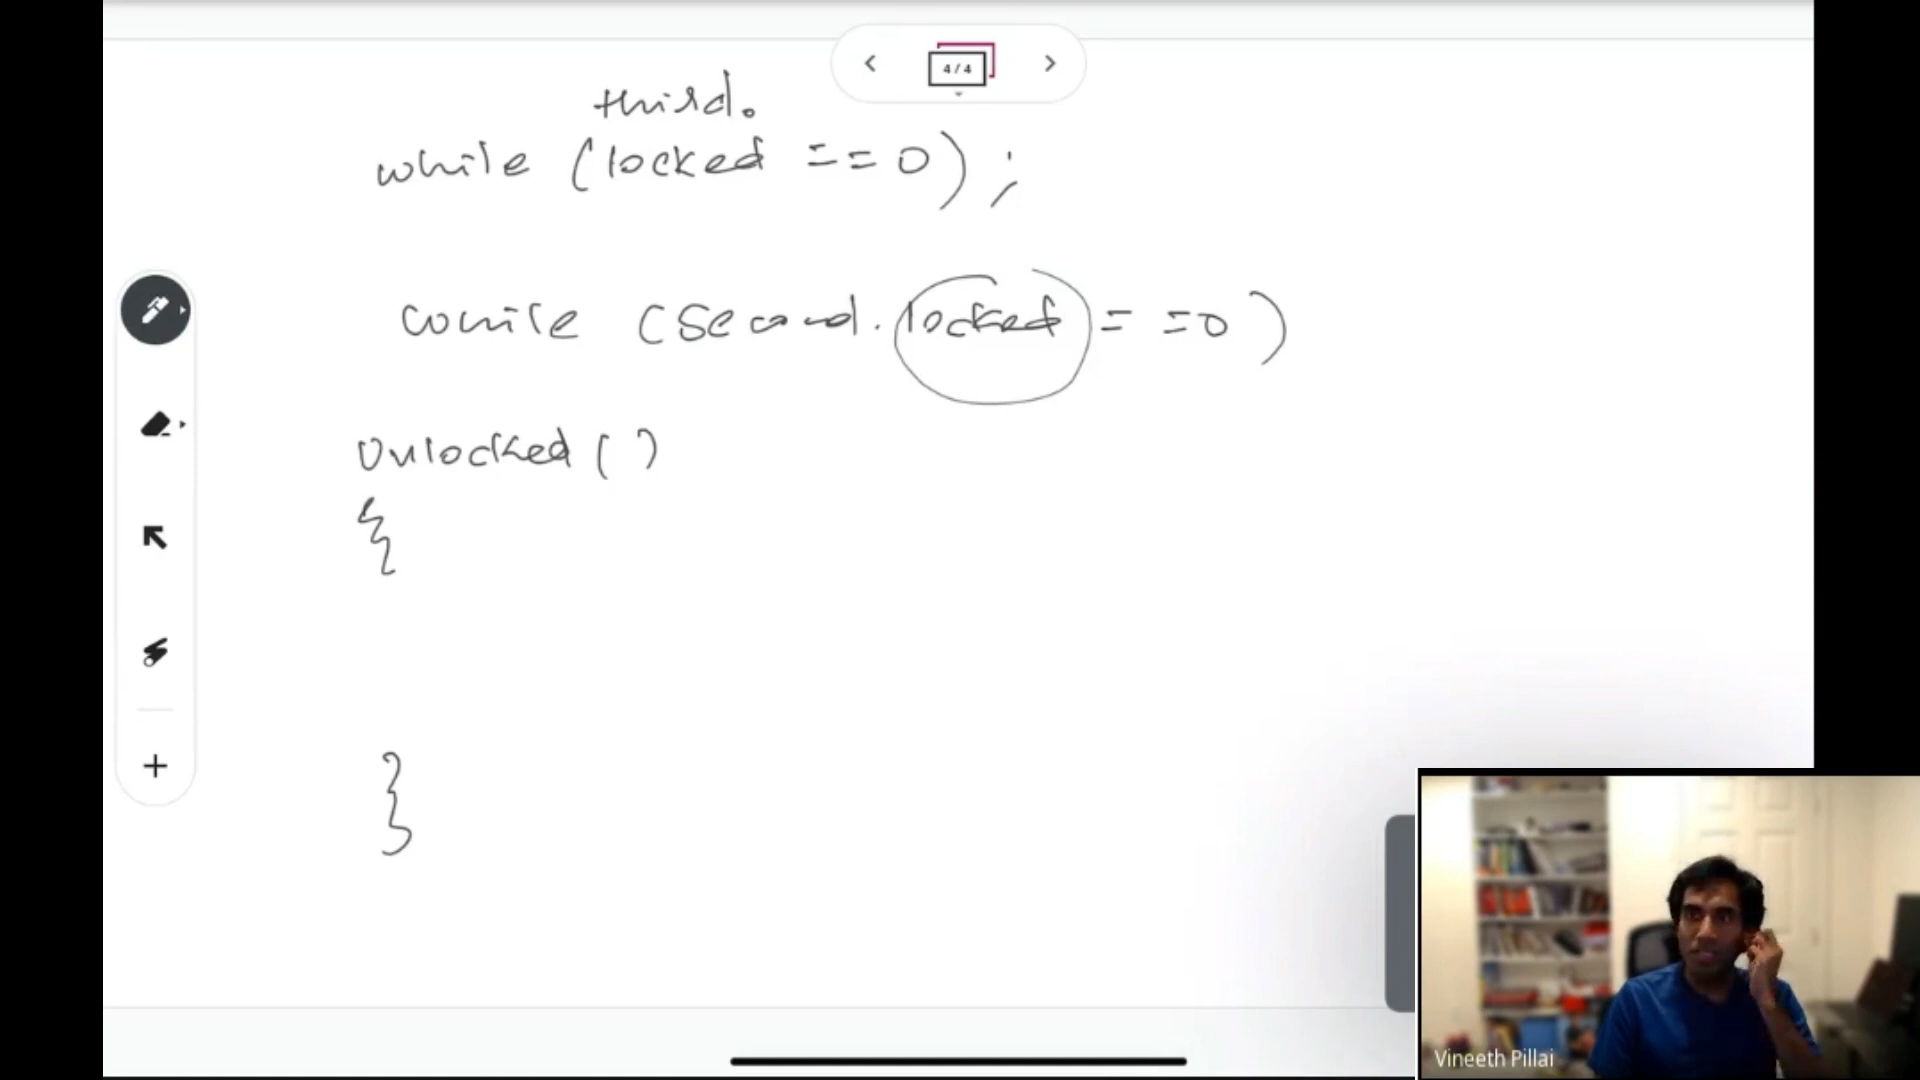 4/4
third.
while (locked == 0);
while (second.locked == 0)
Unlocked()
{
}
Vineeth Pillai